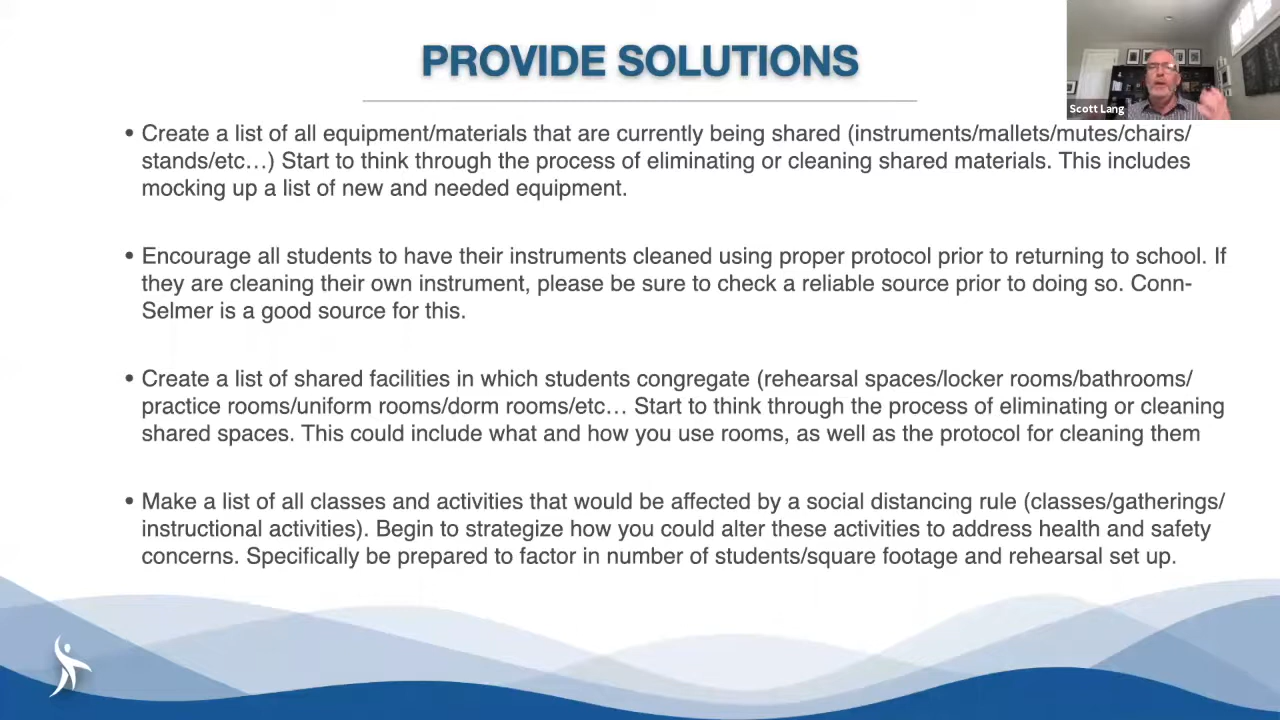 PROVIDE SOLUTIONS
Scott Lang
• Create a list of all equipment/materials that are currently being shared (instruments/mallets/mutes/chairs/
stands/etc…) Start to think through the process of eliminating or cleaning shared materials. This includes
mocking up a list of new and needed equipment.
• Encourage all students to have their instruments cleaned using proper protocol prior to returning to school. If
they are cleaning their own instrument, please be sure to check a reliable source prior to doing so. Conn-
Selmer is a good source for this.
• Create a list of shared facilities in which students congregate (rehearsal spaces/locker rooms/bathrooms/
practice rooms/uniform rooms/dorm rooms/etc… Start to think through the process of eliminating or cleaning
shared spaces. This could include what and how you use rooms, as well as the protocol for cleaning them
• Make a list of all classes and activities that would be affected by a social distancing rule (classes/gatherings/
instructional activities). Begin to strategize how you could alter these activities to address health and safety
concerns. Specifically be prepared to factor in number of students/square footage and rehearsal set up.